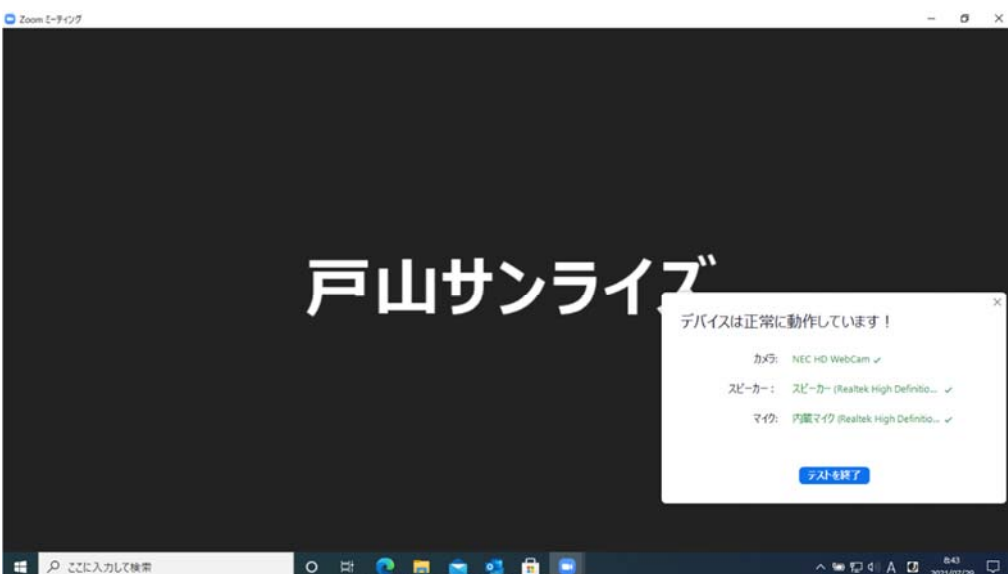 Zoom ミーティング
戸山サンライズ
デバイスは正常に動作しています！
カメラ: NEC HD WebCam
スピーカー： スピーカー (Realtek High Definitio...
マイク: 内蔵マイク (Realtek High Definitio...
テストを終了
ここに入力して検索
A
8:43